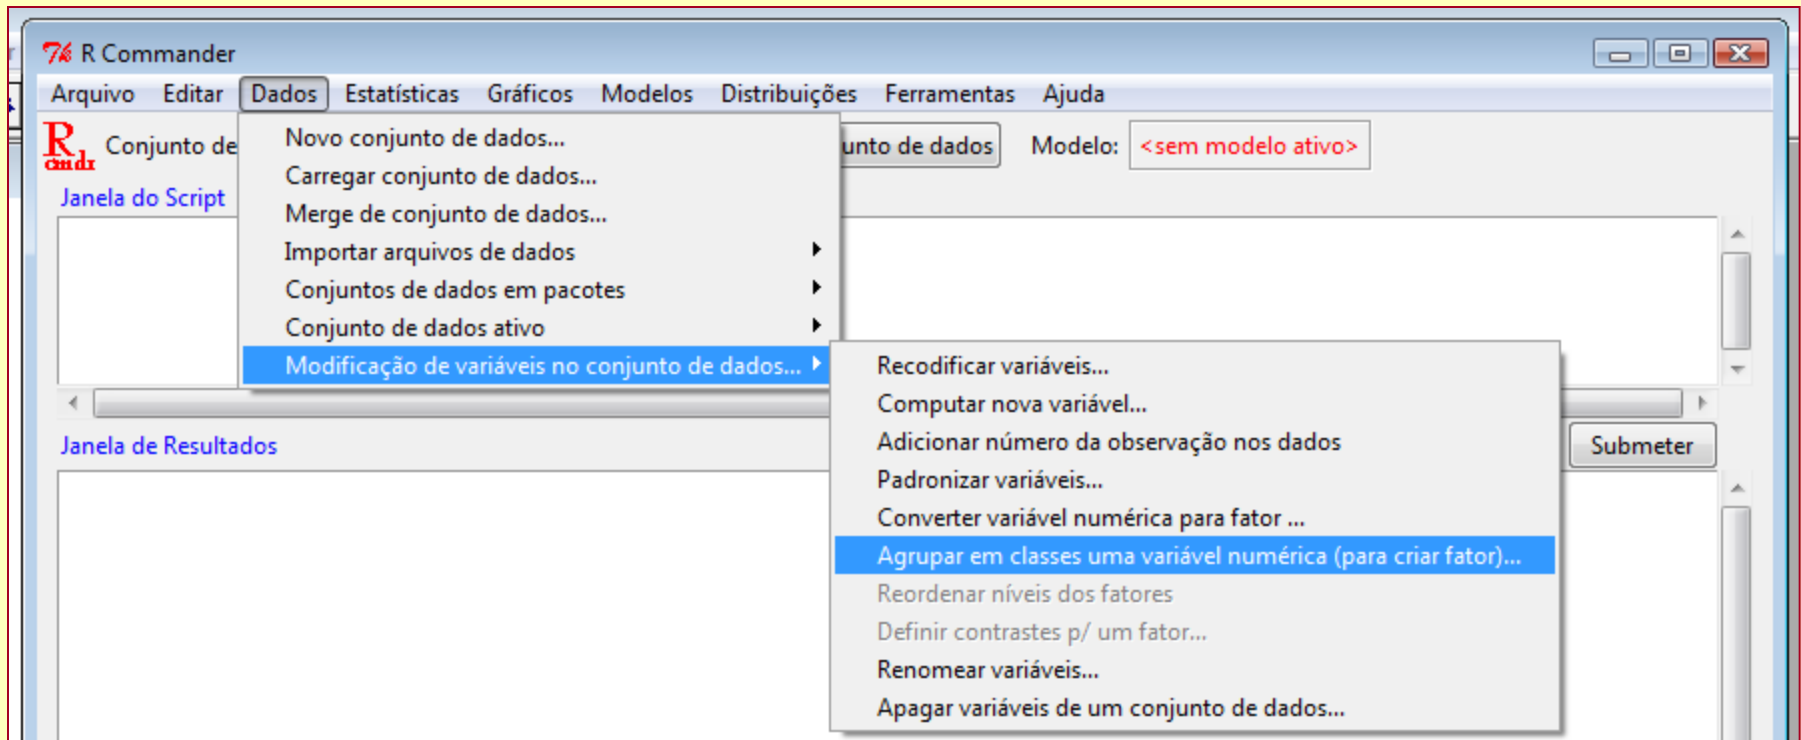 R Commander
Arquivo Editar Dados Estatísticas Gráficos Modelos Distribuições Ferramentas Ajuda
R cmdr Conjunto de unto de dados Modelo: <sem modelo ativo>
Novo conjunto de dados...
Carregar conjunto de dados...
Janela do Script
Merge de conjunto de dados...
Importar arquivos de dados
Conjuntos de dados em pacotes
Conjunto de dados ativo
Modificação de variáveis no conjunto de dados...
Recodificar variáveis...
Computar nova variável...
Adicionar número da observação nos dados
Janela de Resultados
Submeter
Padronizar variáveis...
Converter variável numérica para fator ...
Agrupar em classes uma variável numérica (para criar fator)...
Reordenar níveis dos fatores
Definir contrastes p/ um fator...
Renomear variáveis...
Apagar variáveis de um conjunto de dados...